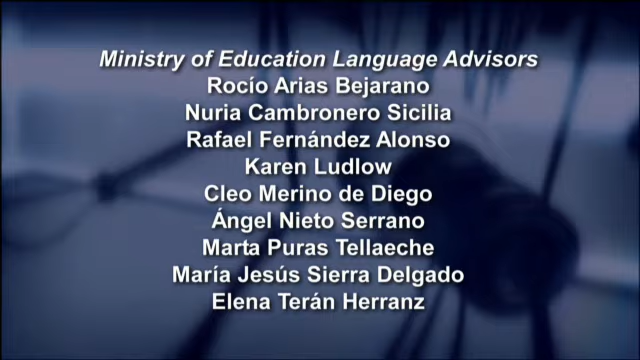 Ministry of Education Language Advisors
Rocío Arias Bejarano
Nuria Cambronero Sicilia
Rafael Fernández Alonso
Karen Ludlow
Cleo Merino de Diego
Ángel Nieto Serrano
Marta Puras Tellaeche
María Jesús Sierra Delgado
Elena Terán Herranz